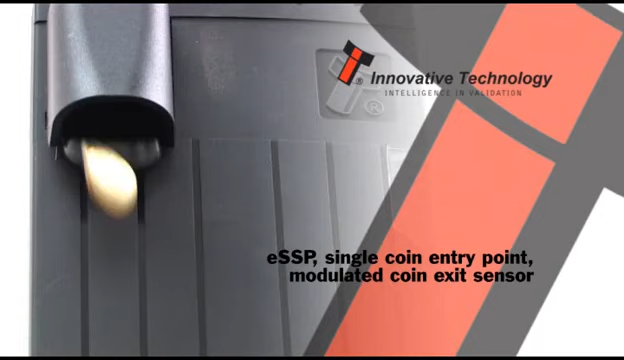 Innovative Technology
INTELLIGENCE IN VALIDATION
eSSP, single coin entry point,
modulated coin exit sensor